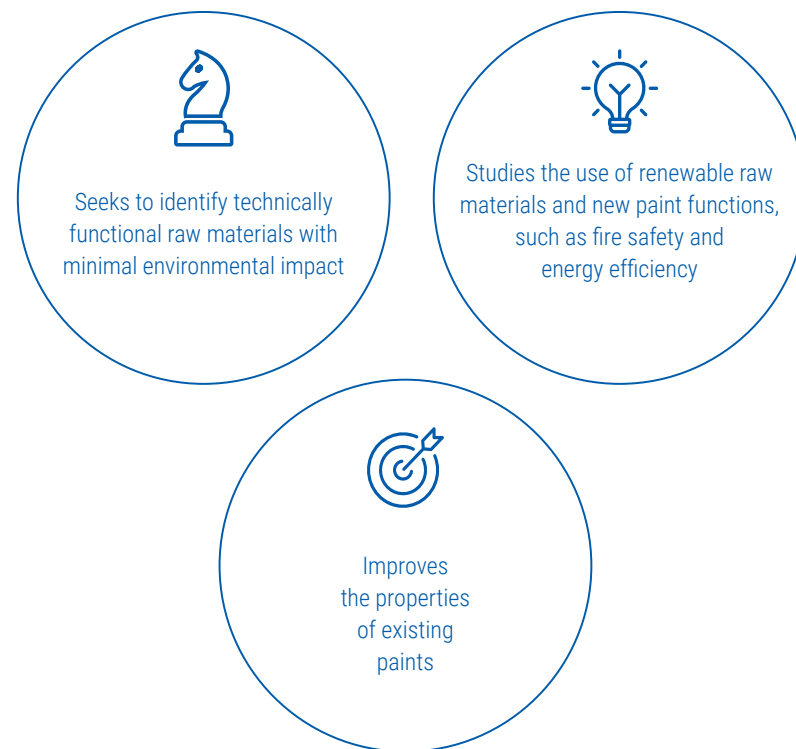 Seeks to identify technically
functional raw materials with
minimal environmental impact
Studies the use of renewable raw
materials and new paint functions,
such as fire safety and
energy efficiency
Improves
the properties
of existing
paints